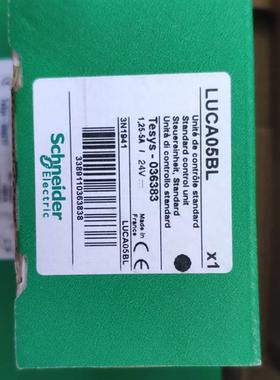 LUCA05BL
x1
Unité de contrôle standard
Standard control unit
Steuereinheit, Standard
Unità di controllo standard
Tesys - 036383
1,25-5A / 24V
3N1941
Made in
France
LUCA05BL
3389110363838
Schneider
Electric